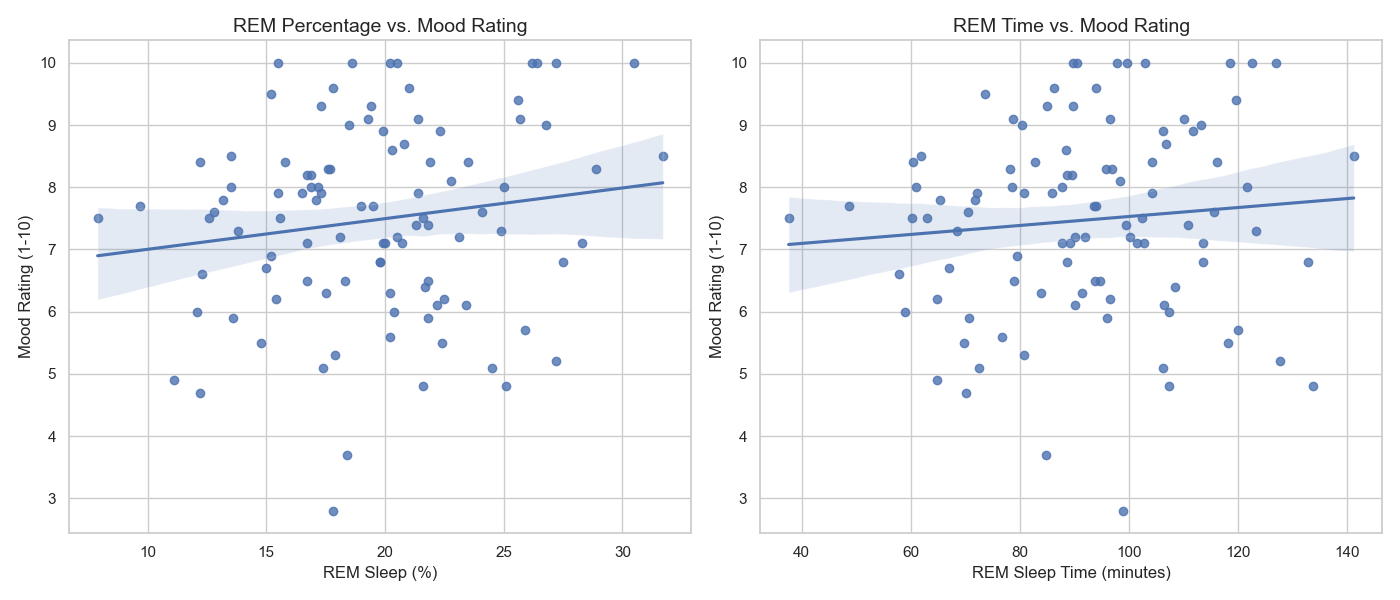 REM Percentage vs. Mood Rating
Mood Rating (1-10)
10
9
8
7
6
5
4
3
10 15 20 25 30
REM Sleep (%)
REM Time vs. Mood Rating
Mood Rating (1-10)
10
9
8
7
6
5
4
3
40 60 80 100 120 140
REM Sleep Time (minutes)